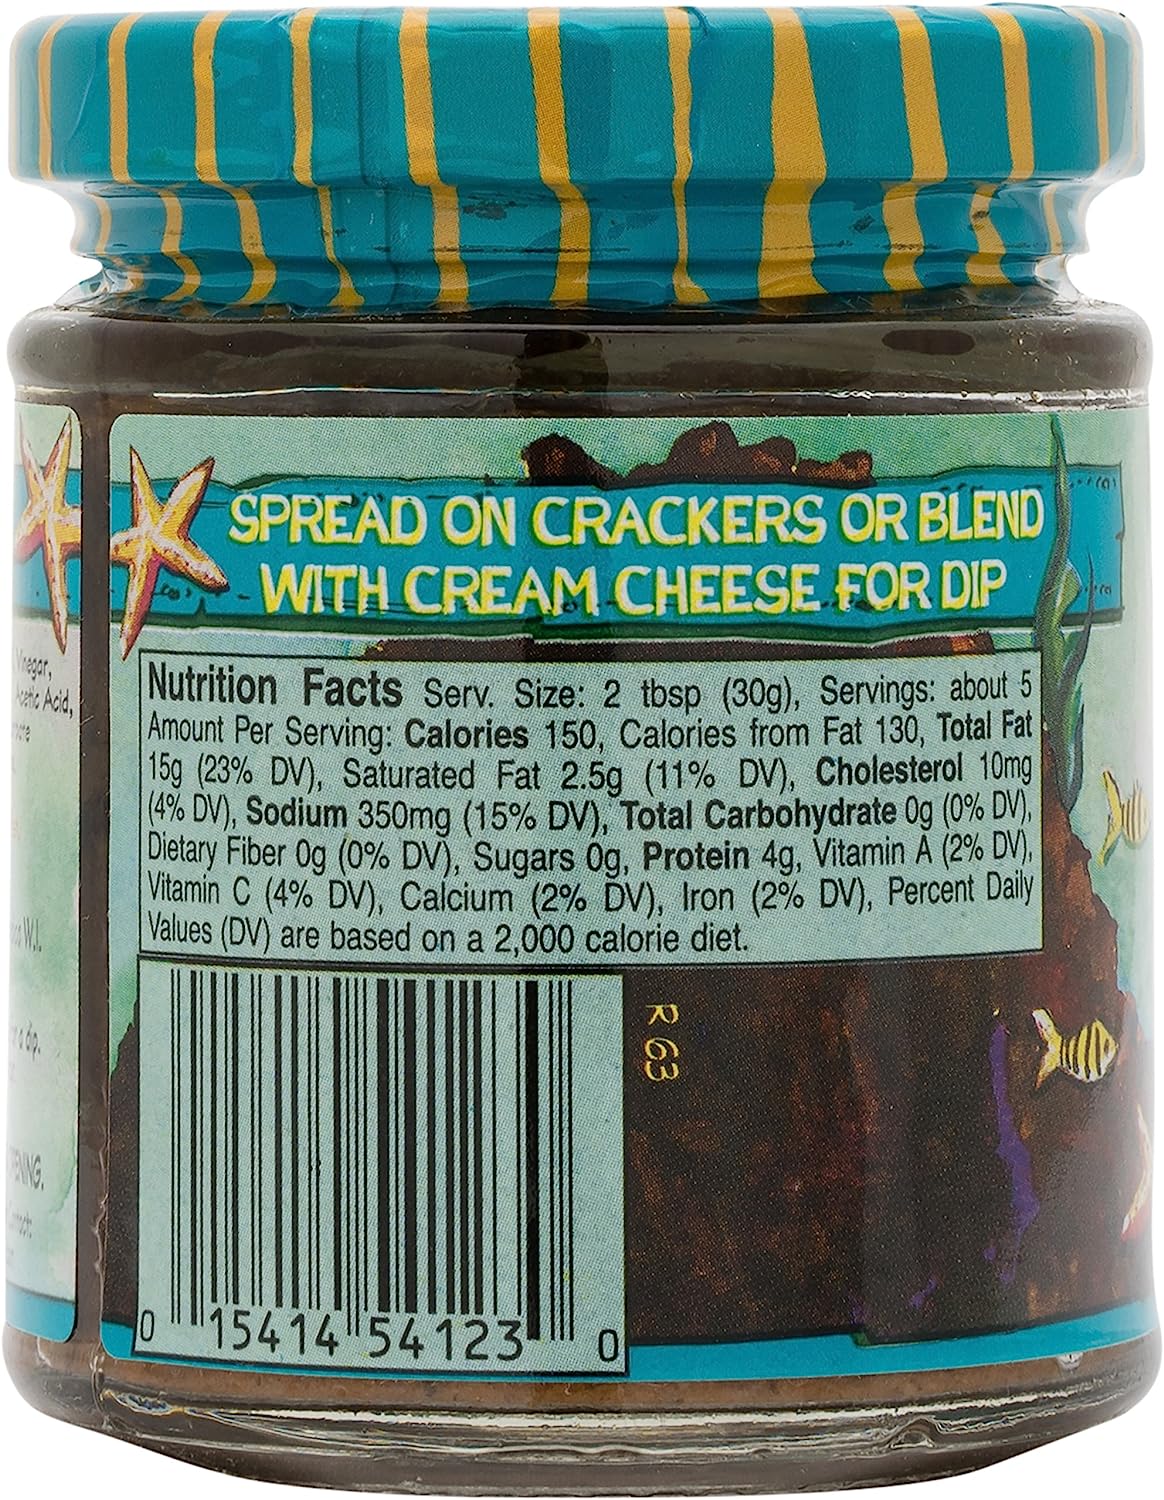 SPREAD ON CRACKERS OR BLEND
WITH CREAM CHEESE FOR DIP
Vinegar,
Acetic Acid,
W.I.
a dip.
Nutrition Facts Serv. Size: 2 tbsp (30g), Servings: about 5
Amount Per Serving: Calories 150, Calories from Fat 130, Total Fat
15g (23% DV), Saturated Fat 2.5g (11% DV), Cholesterol 10mg
(4% DV), Sodium 350mg (15% DV), Total Carbohydrate 0g (0% DV),
Dietary Fiber 0g (0% DV), Sugars 0g, Protein 4g, Vitamin A (2% DV),
Vitamin C (4% DV), Calcium (2% DV), Iron (2% DV), Percent Daily
Values (DV) are based on a 2,000 calorie diet.
R 63
0 15414 54123 0